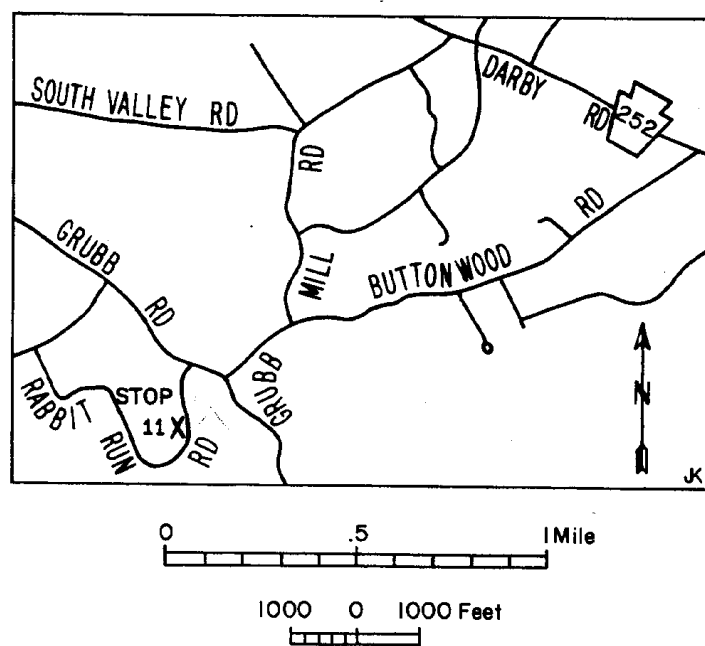 SOUTH VALLEY RD
DARBY RD
252
RD
MILL
GRUBB RD
BUTTONWOOD RD
GRUBB
RABBIT RUN RD
STOP
11 X
N
JK
0 .5 1 Mile
1000 0 1000 Feet